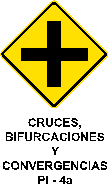 CRUCES,
BIFURCACIONES
Y
CONVERGENCIAS
PI - 4a